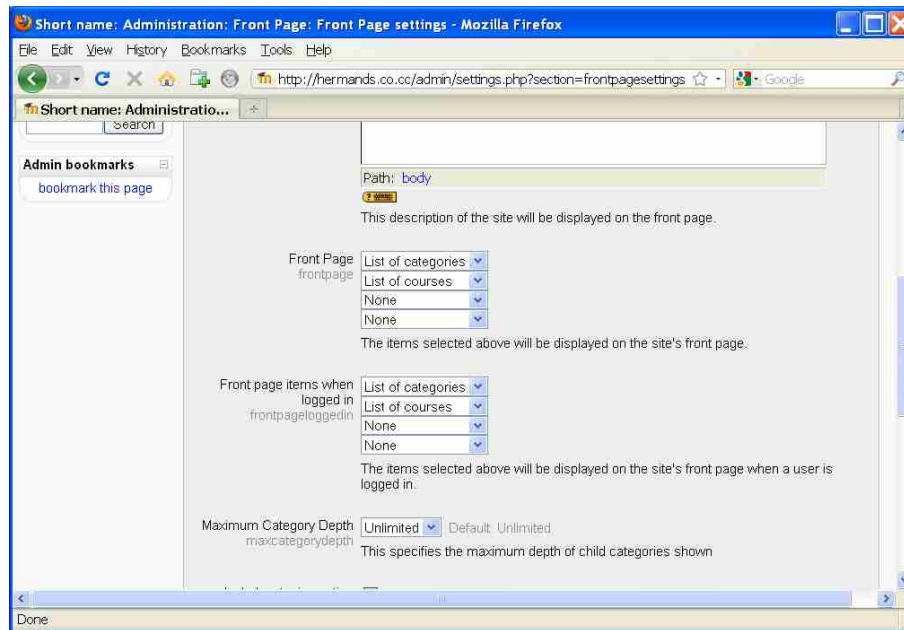 Short name: Administration: Front Page: Front Page settings - Mozilla Firefox
File Edit View History Bookmarks Tools Help
http://hermands.co.cc/admin/settings.php?section=frontpagesettings
Google
Short name: Administratio...
Search
Admin bookmarks
bookmark this page
Path: body
This description of the site will be displayed on the front page.
Front Page
frontpage
List of categories
List of courses
None
None
The items selected above will be displayed on the site's front page.
Front page items when
logged in
frontpageloggedin
List of categories
List of courses
None
None
The items selected above will be displayed on the site's front page when a user is
logged in.
Maximum Category Depth
maxcategorydepth
Unlimited
Default: Unlimited
This specifies the maximum depth of child categories shown
Done